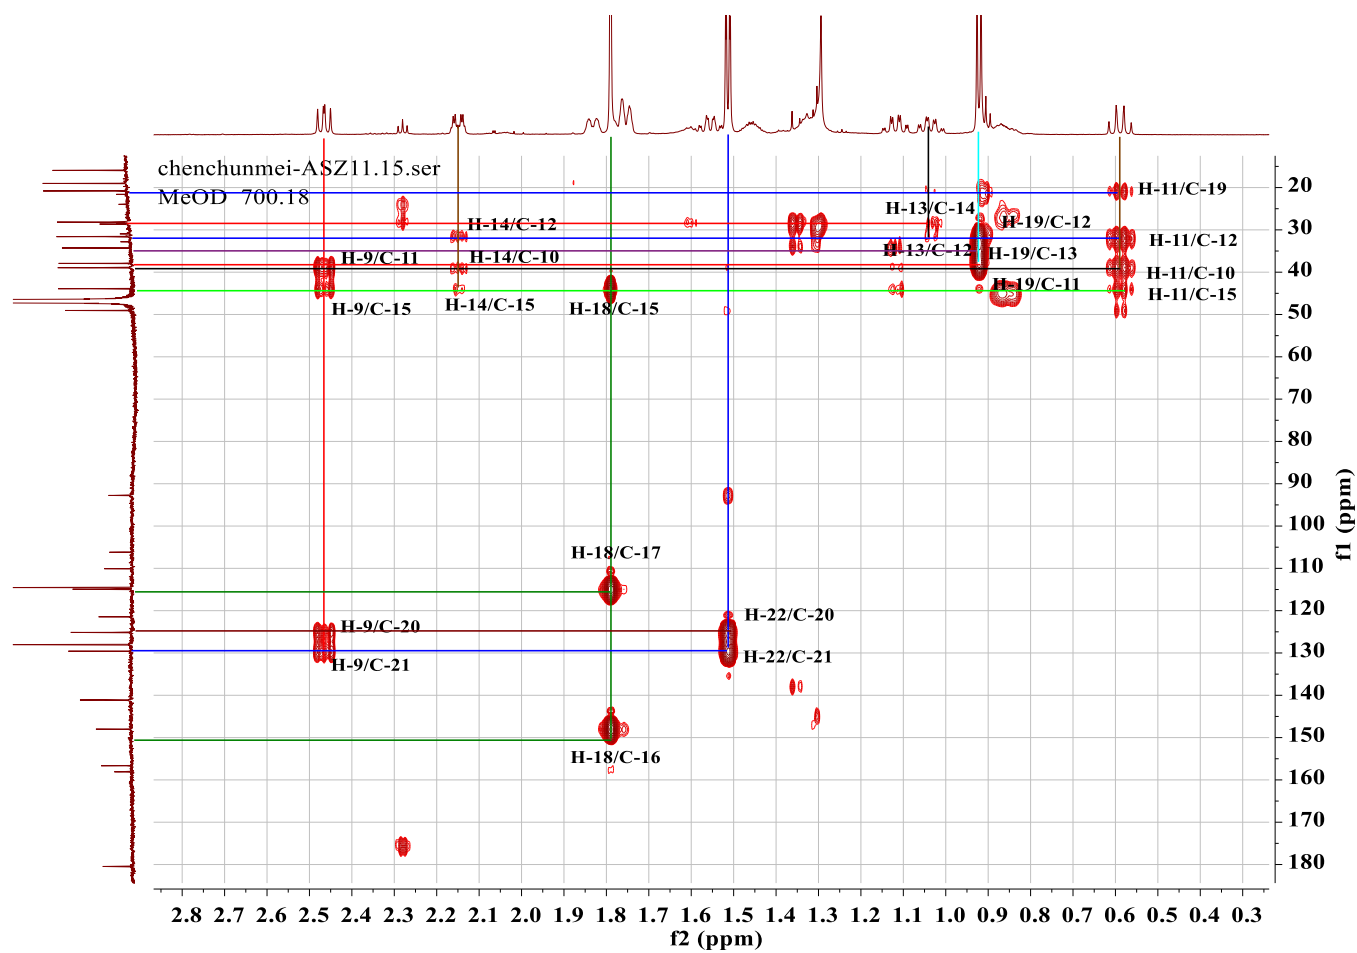 chenchunmei-ASZ11.15.ser
MeOD 700.18
H-11/C-19
H-13/C-14
H-19/C-12
H-14/C-12
H-11/C-12
H-13/C-12
H-19/C-13
H-9/C-11
H-14/C-10
H-11/C-10
H-19/C-11
H-11/C-15
H-9/C-15
H-14/C-15
H-18/C-15
H-18/C-17
H-22/C-20
H-9/C-20
H-22/C-21
H-9/C-21
H-18/C-16
20
30
40
50
60
70
80
90
100
110
120
130
140
150
160
170
180
f1 (ppm)
2.8 2.7 2.6 2.5 2.4 2.3 2.2 2.1 2.0 1.9 1.8 1.7 1.6 1.5 1.4 1.3 1.2 1.1 1.0 0.9 0.8 0.7 0.6 0.5 0.4 0.3
f2 (ppm)